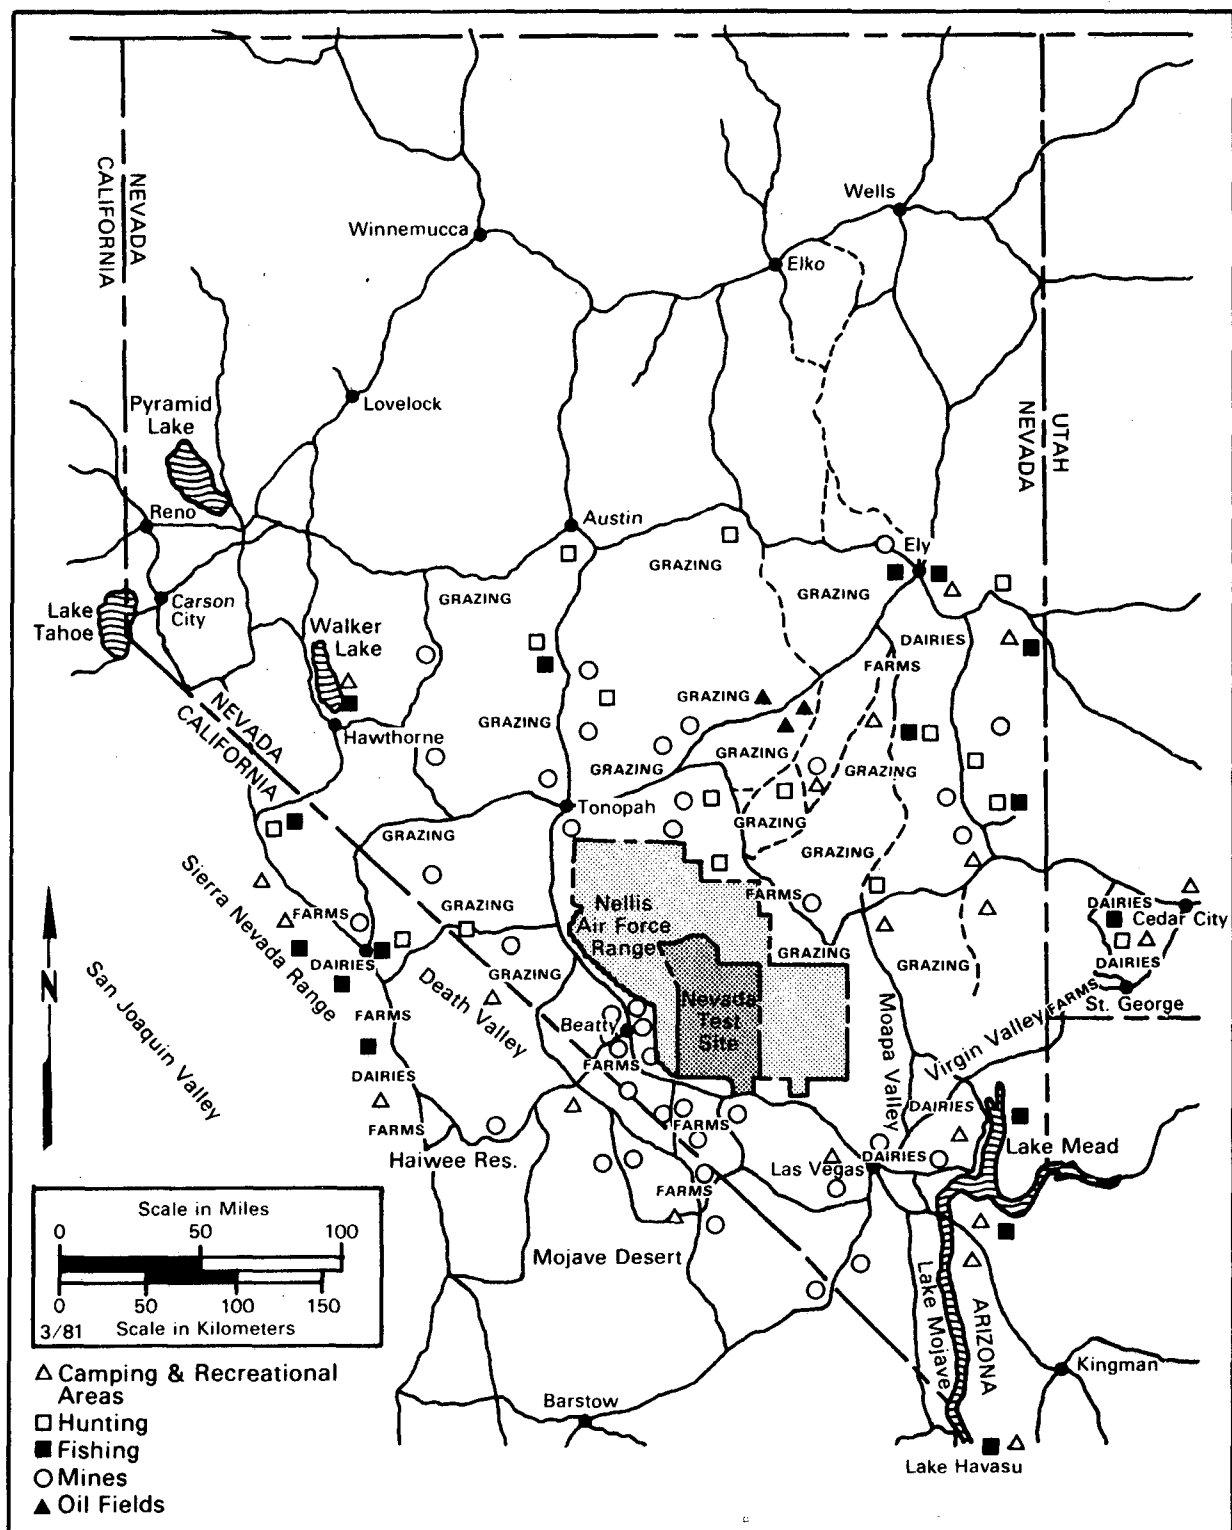 NEVADA
CALIFORNIA
Wells
Winnemucca
Elko
Pyramid
Lake
Lovelock
UTAH
NEVADA
Reno
Austin
Ely
GRAZING
GRAZING
GRAZING
Lake
Tahoe
Carson
City
Walker
Lake
DAIRIES
FARMS
NEVADA
CALIFORNIA
GRAZING
GRAZING
Hawthorne
GRAZING
GRAZING
GRAZING
Tonopah
GRAZING
GRAZING
GRAZING
Sierra Nevada Range
Nellis
Air Force
Range
FARMS
DAIRIES
Cedar City
FARMS
GRAZING
GRAZING
GRAZING
DAIRIES
DAIRIES
GRAZING
San Joaquin Valley
N
Death Valley
Nevada
Test
Site
St. George
FARMS
Virgin Valley
Moapa Valley
FARMS
Beatty
FARMS
DAIRIES
FARMS
FARMS
DAIRIES
Lake Mead
Haiwee Res.
Las Vegas
DAIRIES
FARMS
Scale in Miles
0 50 100
0 50 100 150
3/81 Scale in Kilometers
Mojave Desert
Lake Mojave
ARIZONA
Kingman
Camping & Recreational
Areas
Hunting
Fishing
Mines
Oil Fields
Barstow
Lake Havasu